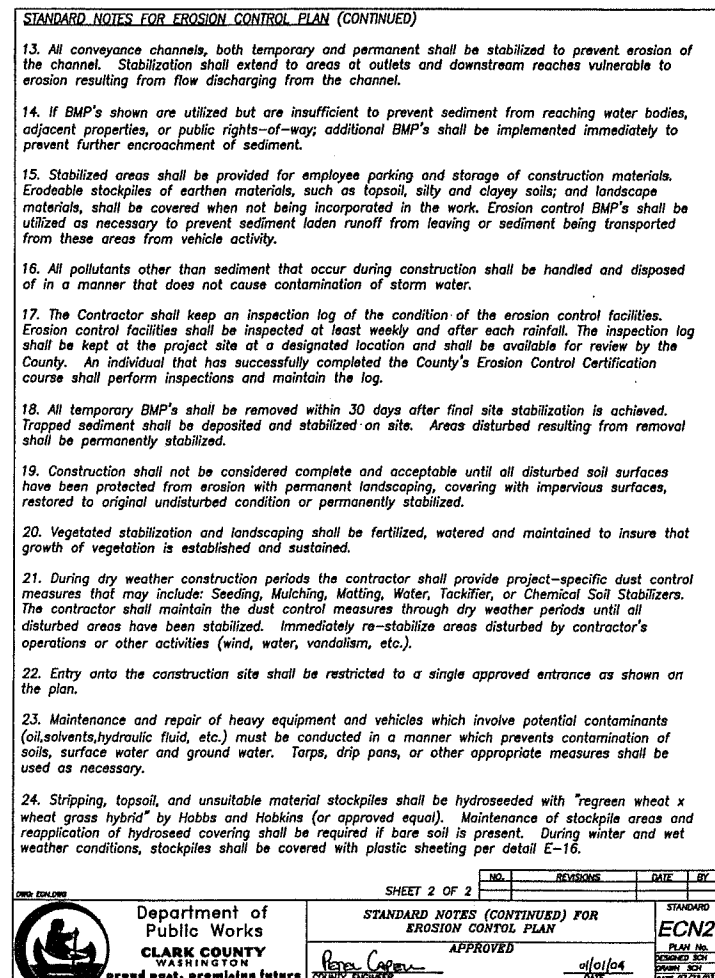 STANDARD NOTES FOR EROSION CONTROL PLAN (CONTINUED)
13. All conveyance channels, both temporary and permanent shall be stabilized to prevent erosion of
the channel. Stabilization shall extend to areas at outlets and downstream reaches vulnerable to
erosion resulting from flow discharging from the channel.
14. If BMP's shown are utilized but are insufficient to prevent sediment from reaching water bodies,
adjacent properties, or public rights-of-way; additional BMP's shall be implemented immediately to
prevent further encroachment of sediment.
15. Stabilized areas shall be provided for employee parking and storage of construction materials.
Erodeable stockpiles of earthen materials, such as topsoil, silty and clayey soils; and landscape
materials, shall be covered when not being incorporated in the work. Erosion control BMP's shall be
utilized as necessary to prevent sediment laden runoff from leaving or sediment being transported
from these areas from vehicle activity.
16. All pollutants other than sediment that occur during construction shall be handled and disposed
of in a manner that does not cause contamination of storm water.
17. The Contractor shall keep an inspection log of the condition of the erosion control facilities.
Erosion control facilities shall be inspected at least weekly and after each rainfall. The inspection log
shall be kept at the project site at a designated location and shall be available for review by the
County. An individual that has successfully completed the County's Erosion Control Certification
course shall perform inspections and maintain the log.
18. All temporary BMP's shall be removed within 30 days after final site stabilization is achieved.
Trapped sediment shall be deposited and stabilized on site. Areas disturbed resulting from removal
shall be permanently stabilized.
19. Construction shall not be considered complete and acceptable until all disturbed soil surfaces
have been protected from erosion with permanent landscaping, covering with impervious surfaces,
restored to original undisturbed condition or permanently stabilized.
20. Vegetated stabilization and landscaping shall be fertilized, watered and maintained to insure that
growth of vegetation is established and sustained.
21. During dry weather construction periods the contractor shall provide project-specific dust control
measures that may include: Seeding, Mulching, Matting, Water, Tackifier, or Chemical Soil Stabilizers.
The contractor shall maintain the dust control measures through dry weather periods until all
disturbed areas have been stabilized. Immediately re-stabilize areas disturbed by contractor's
operations or other activities (wind, water, vandalism, etc.).
22. Entry onto the construction site shall be restricted to a single approved entrance as shown on
the plan.
23. Maintenance and repair of heavy equipment and vehicles which involve potential contaminants
(oil,solvents,hydraulic fluid, etc.) must be conducted in a manner which prevents contamination of
soils, surface water and ground water. Tarps, drip pans, or other appropriate measures shall be
used as necessary.
24. Stripping, topsoil, and unsuitable material stockpiles shall be hydroseeded with "regreen wheat x
wheat grass hybrid" by Hobbs and Hobkins (or approved equal). Maintenance of stockpile areas and
reapplication of hydroseed covering shall be required if bare soil is present. During winter and wet
weather conditions, stockpiles shall be covered with plastic sheeting per detail E-16.
NO. REVISIONS DATE BY
DWG: ECN.DWG
SHEET 2 OF 2
Department of
Public Works
CLARK COUNTY
WASHINGTON
proud past, promising future
STANDARD NOTES (CONTINUED) FOR
EROSION CONTOL PLAN
APPROVED
Peter Capell 01/01/04
COUNTY ENGINEER DATE
STANDARD
ECN2
PLAN No.
DESIGNED SCH
DRAWN SCH